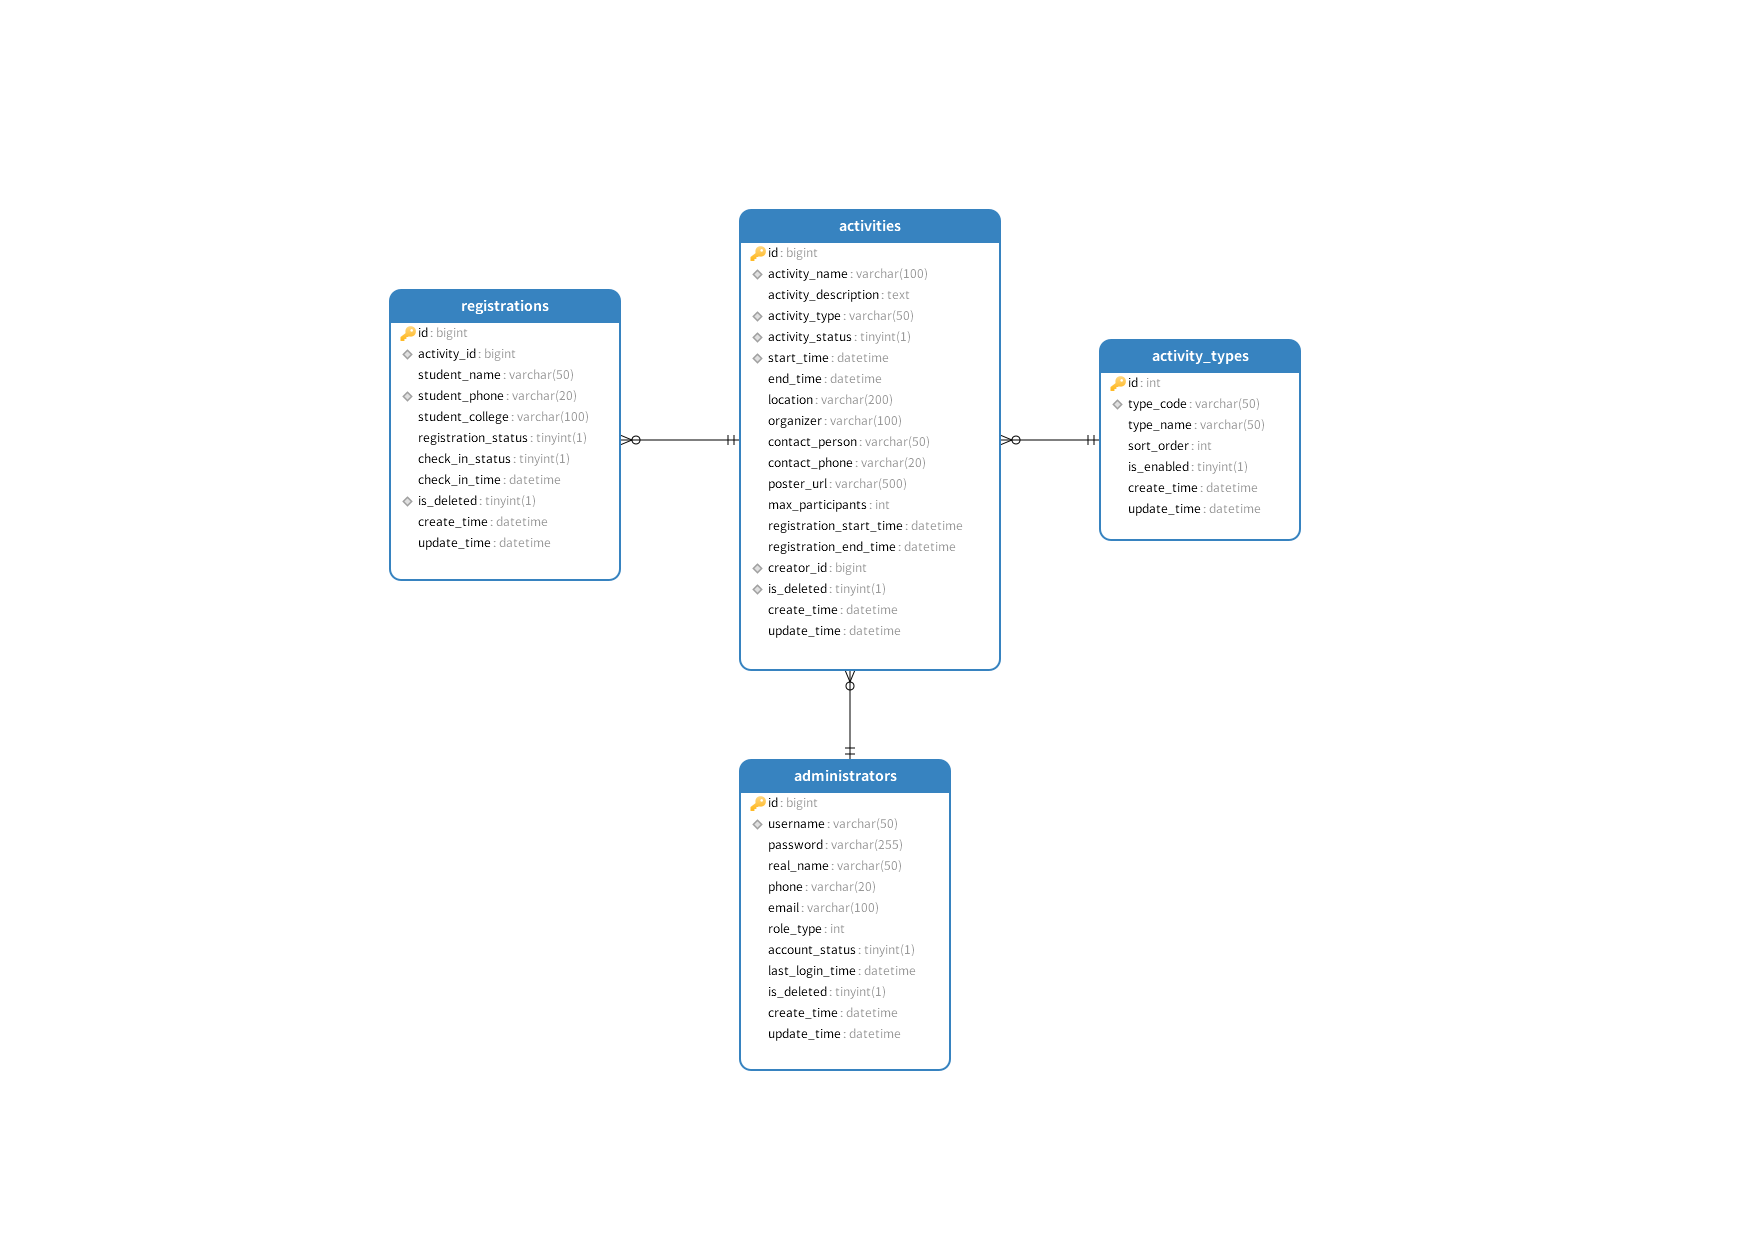 activities
id : bigint
activity_name : varchar(100)
activity_description : text
activity_type : varchar(50)
activity_status : tinyint(1)
start_time : datetime
end_time : datetime
location : varchar(200)
organizer : varchar(100)
contact_person : varchar(50)
contact_phone : varchar(20)
poster_url : varchar(500)
max_participants : int
registration_start_time : datetime
registration_end_time : datetime
creator_id : bigint
is_deleted : tinyint(1)
create_time : datetime
update_time : datetime
registrations
id : bigint
activity_id : bigint
student_name : varchar(50)
student_phone : varchar(20)
student_college : varchar(100)
registration_status : tinyint(1)
check_in_status : tinyint(1)
check_in_time : datetime
is_deleted : tinyint(1)
create_time : datetime
update_time : datetime
activity_types
id : int
type_code : varchar(50)
type_name : varchar(50)
sort_order : int
is_enabled : tinyint(1)
create_time : datetime
update_time : datetime
administrators
id : bigint
username : varchar(50)
password : varchar(255)
real_name : varchar(50)
phone : varchar(20)
email : varchar(100)
role_type : int
account_status : tinyint(1)
last_login_time : datetime
is_deleted : tinyint(1)
create_time : datetime
update_time : datetime